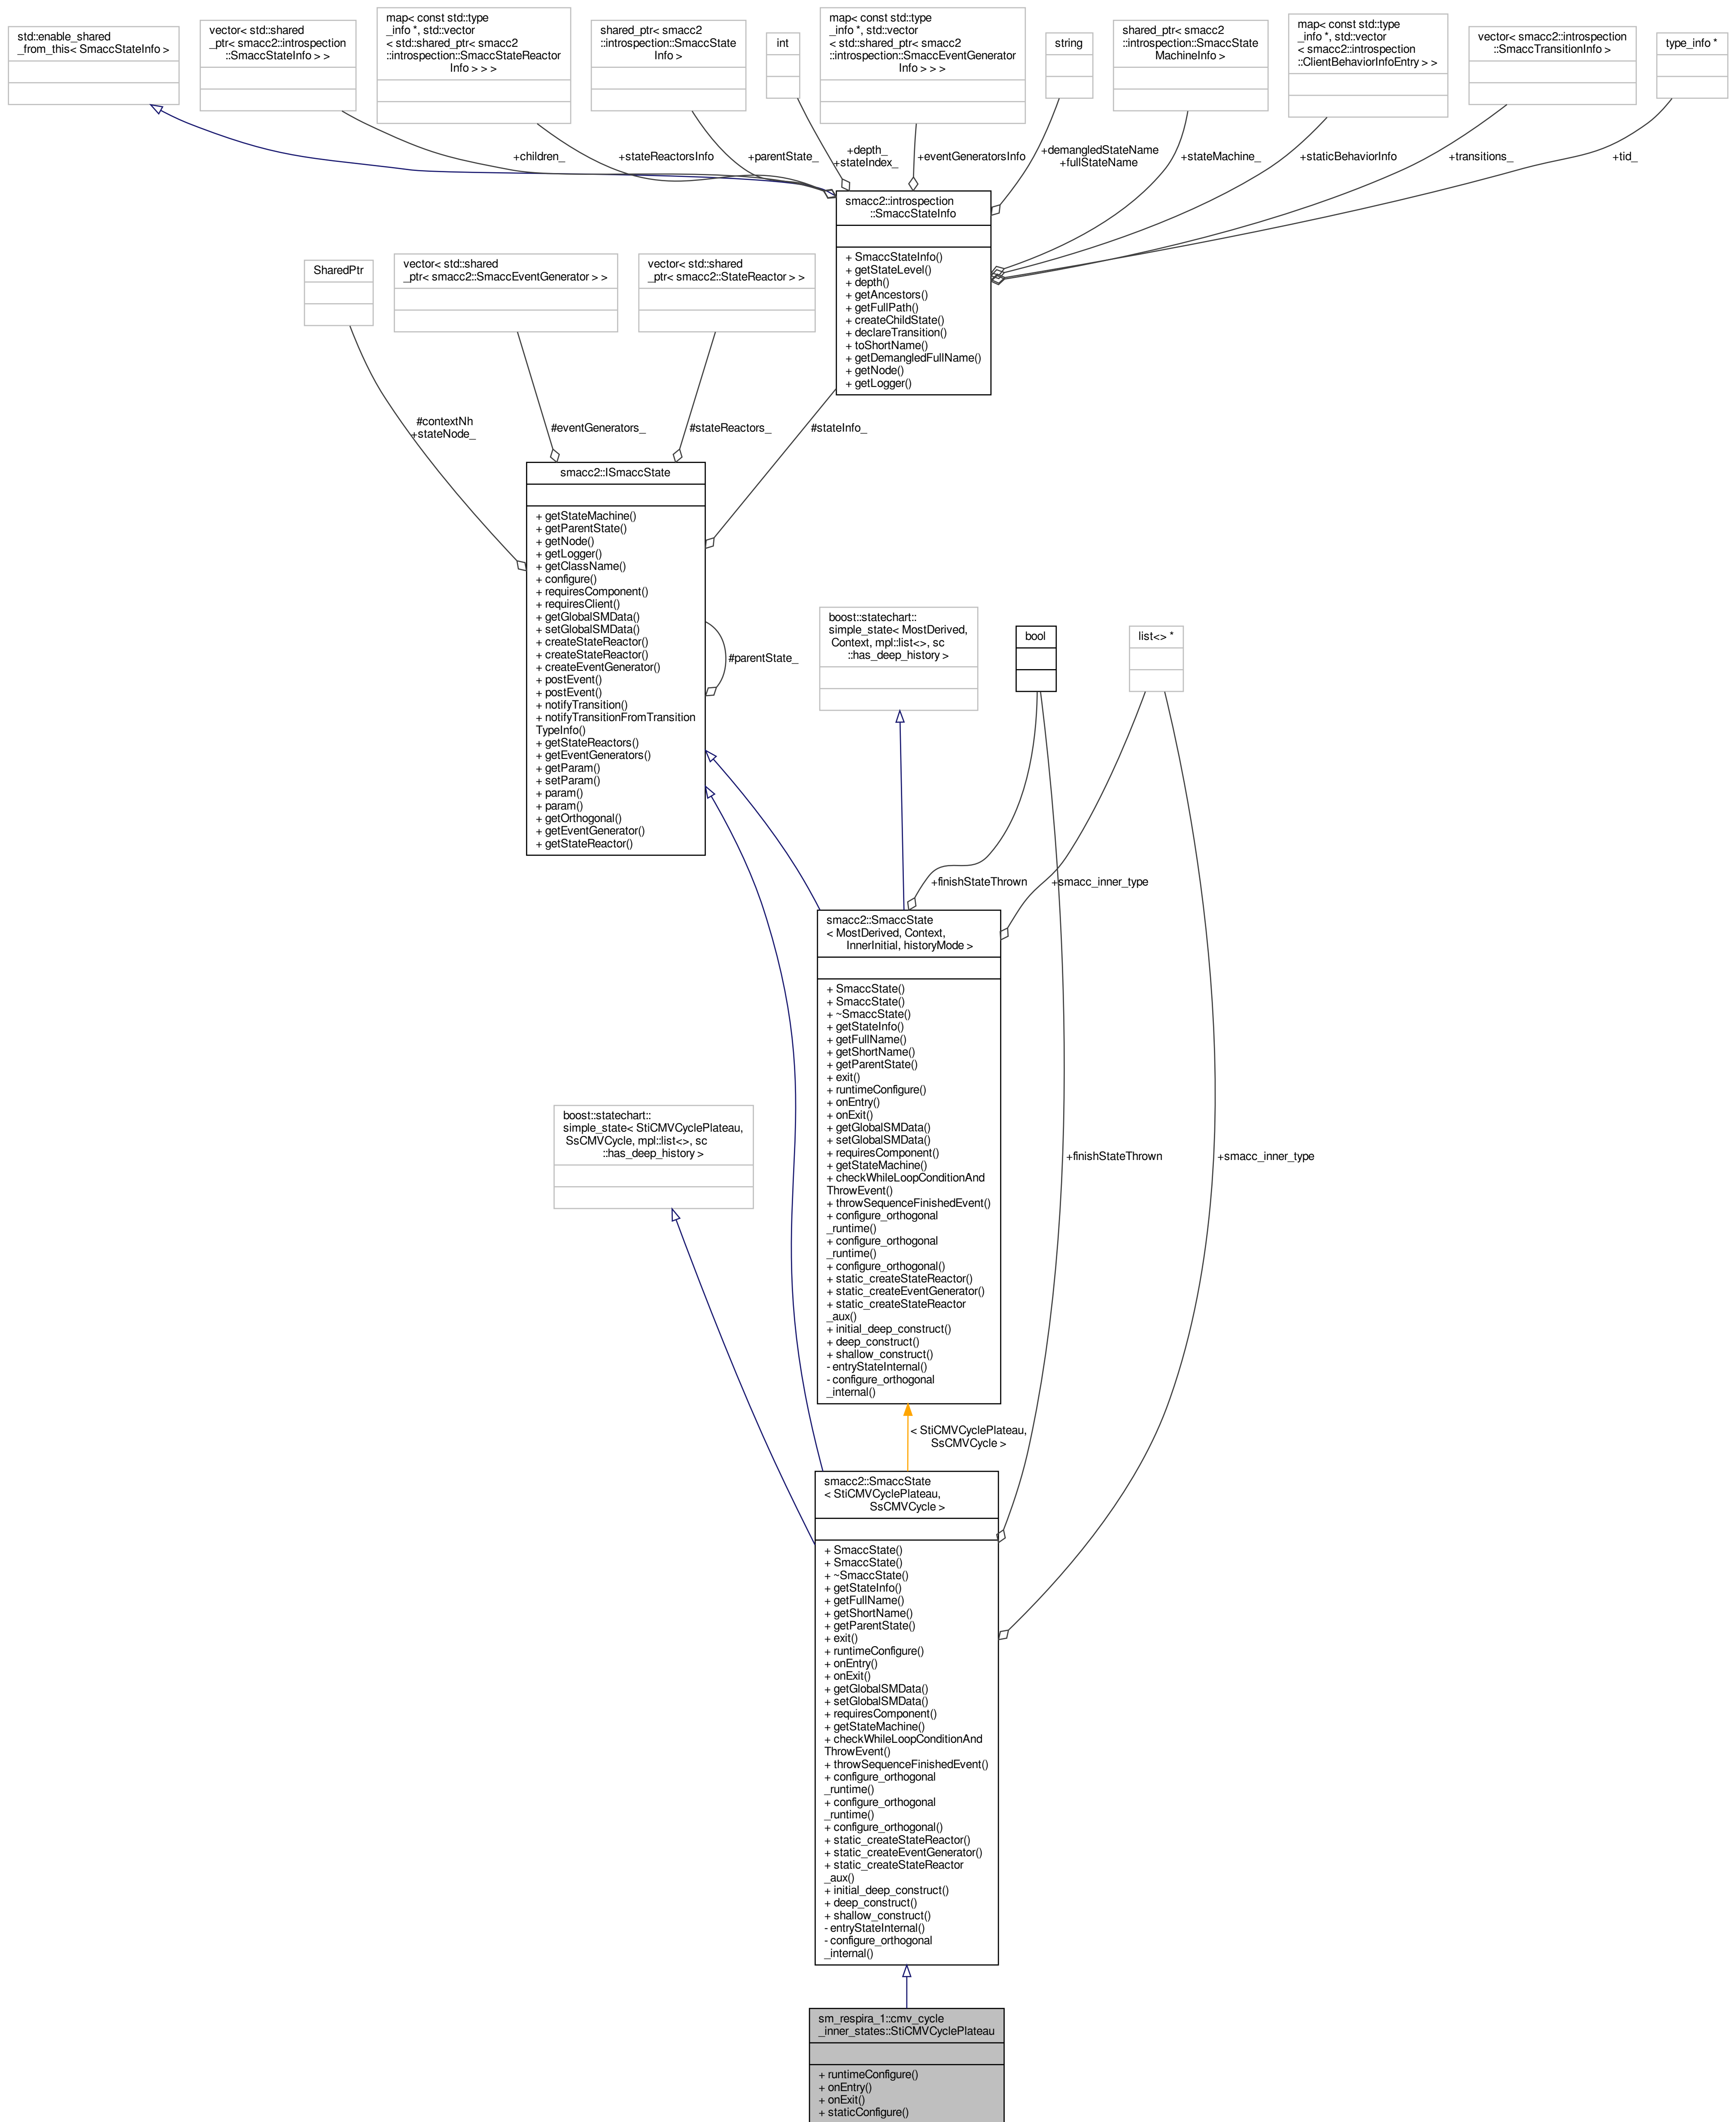 std::enable_shared
_from_this< SmaccStateInfo >
vector< std::shared
_ptr< smacc2::introspection
::SmaccStateInfo > >
map< const std::type
_info *, std::vector
< std::shared_ptr< smacc2
::introspection::SmaccStateReactor
Info > > >
shared_ptr< smacc2
::introspection::SmaccState
Info >
int
map< const std::type
_info *, std::vector
< std::shared_ptr< smacc2
::introspection::SmaccEventGenerator
Info > > >
string
shared_ptr< smacc2
::introspection::SmaccState
MachineInfo >
map< const std::type
_info *, std::vector
< smacc2::introspection
::ClientBehaviorInfoEntry > >
vector< smacc2::introspection
::SmaccTransitionInfo >
type_info *
+children_
+stateReactorsInfo
+parentState_
+depth_
+stateIndex_
+eventGeneratorsInfo
+demangledStateName
+fullStateName
+stateMachine_
+staticBehaviorInfo
+transitions_
+tid_
smacc2::introspection
::SmaccStateInfo
+ SmaccStateInfo()
+ getStateLevel()
+ depth()
+ getAncestors()
+ getFullPath()
+ createChildState()
+ declareTransition()
+ toShortName()
+ getDemangledFullName()
+ getNode()
+ getLogger()
SharedPtr
vector< std::shared
_ptr< smacc2::SmaccEventGenerator > >
vector< std::shared
_ptr< smacc2::StateReactor > >
#contextNh
+stateNode_
#eventGenerators_
#stateReactors_
#stateInfo_
smacc2::ISmaccState
+ getStateMachine()
+ getParentState()
+ getNode()
+ getLogger()
+ getClassName()
+ configure()
+ requiresComponent()
+ requiresClient()
+ getGlobalSMData()
+ setGlobalSMData()
+ createStateReactor()
+ createStateReactor()
+ createEventGenerator()
+ postEvent()
+ postEvent()
+ notifyTransition()
+ notifyTransitionFromTransition
TypeInfo()
+ getStateReactors()
+ getEventGenerators()
+ getParam()
+ setParam()
+ param()
+ param()
+ getOrthogonal()
+ getEventGenerator()
+ getStateReactor()
#parentState_
boost::statechart::
simple_state< MostDerived,
Context, mpl::list<>, sc
::has_deep_history >
bool
list<> *
+finishStateThrown
+smacc_inner_type
smacc2::SmaccState
< MostDerived, Context,
InnerInitial, historyMode >
+ SmaccState()
+ SmaccState()
+ ~SmaccState()
+ getStateInfo()
+ getFullName()
+ getShortName()
+ getParentState()
+ exit()
+ runtimeConfigure()
+ onEntry()
+ onExit()
+ getGlobalSMData()
+ setGlobalSMData()
+ requiresComponent()
+ getStateMachine()
+ checkWhileLoopConditionAnd
ThrowEvent()
+ throwSequenceFinishedEvent()
+ configure_orthogonal
_runtime()
+ configure_orthogonal
_runtime()
+ configure_orthogonal()
+ static_createStateReactor()
+ static_createEventGenerator()
+ static_createStateReactor
_aux()
+ initial_deep_construct()
+ deep_construct()
+ shallow_construct()
- entryStateInternal()
- configure_orthogonal
_internal()
boost::statechart::
simple_state< StiCMVCyclePlateau,
SsCMVCycle, mpl::list<>, sc
::has_deep_history >
+finishStateThrown
+smacc_inner_type
< StiCMVCyclePlateau,
SsCMVCycle >
smacc2::SmaccState
< StiCMVCyclePlateau,
SsCMVCycle >
+ SmaccState()
+ SmaccState()
+ ~SmaccState()
+ getStateInfo()
+ getFullName()
+ getShortName()
+ getParentState()
+ exit()
+ runtimeConfigure()
+ onEntry()
+ onExit()
+ getGlobalSMData()
+ setGlobalSMData()
+ requiresComponent()
+ getStateMachine()
+ checkWhileLoopConditionAnd
ThrowEvent()
+ throwSequenceFinishedEvent()
+ configure_orthogonal
_runtime()
+ configure_orthogonal
_runtime()
+ configure_orthogonal()
+ static_createStateReactor()
+ static_createEventGenerator()
+ static_createStateReactor
_aux()
+ initial_deep_construct()
+ deep_construct()
+ shallow_construct()
- entryStateInternal()
- configure_orthogonal
_internal()
sm_respira_1::cmv_cycle
_inner_states::StiCMVCyclePlateau
+ runtimeConfigure()
+ onEntry()
+ onExit()
+ staticConfigure()